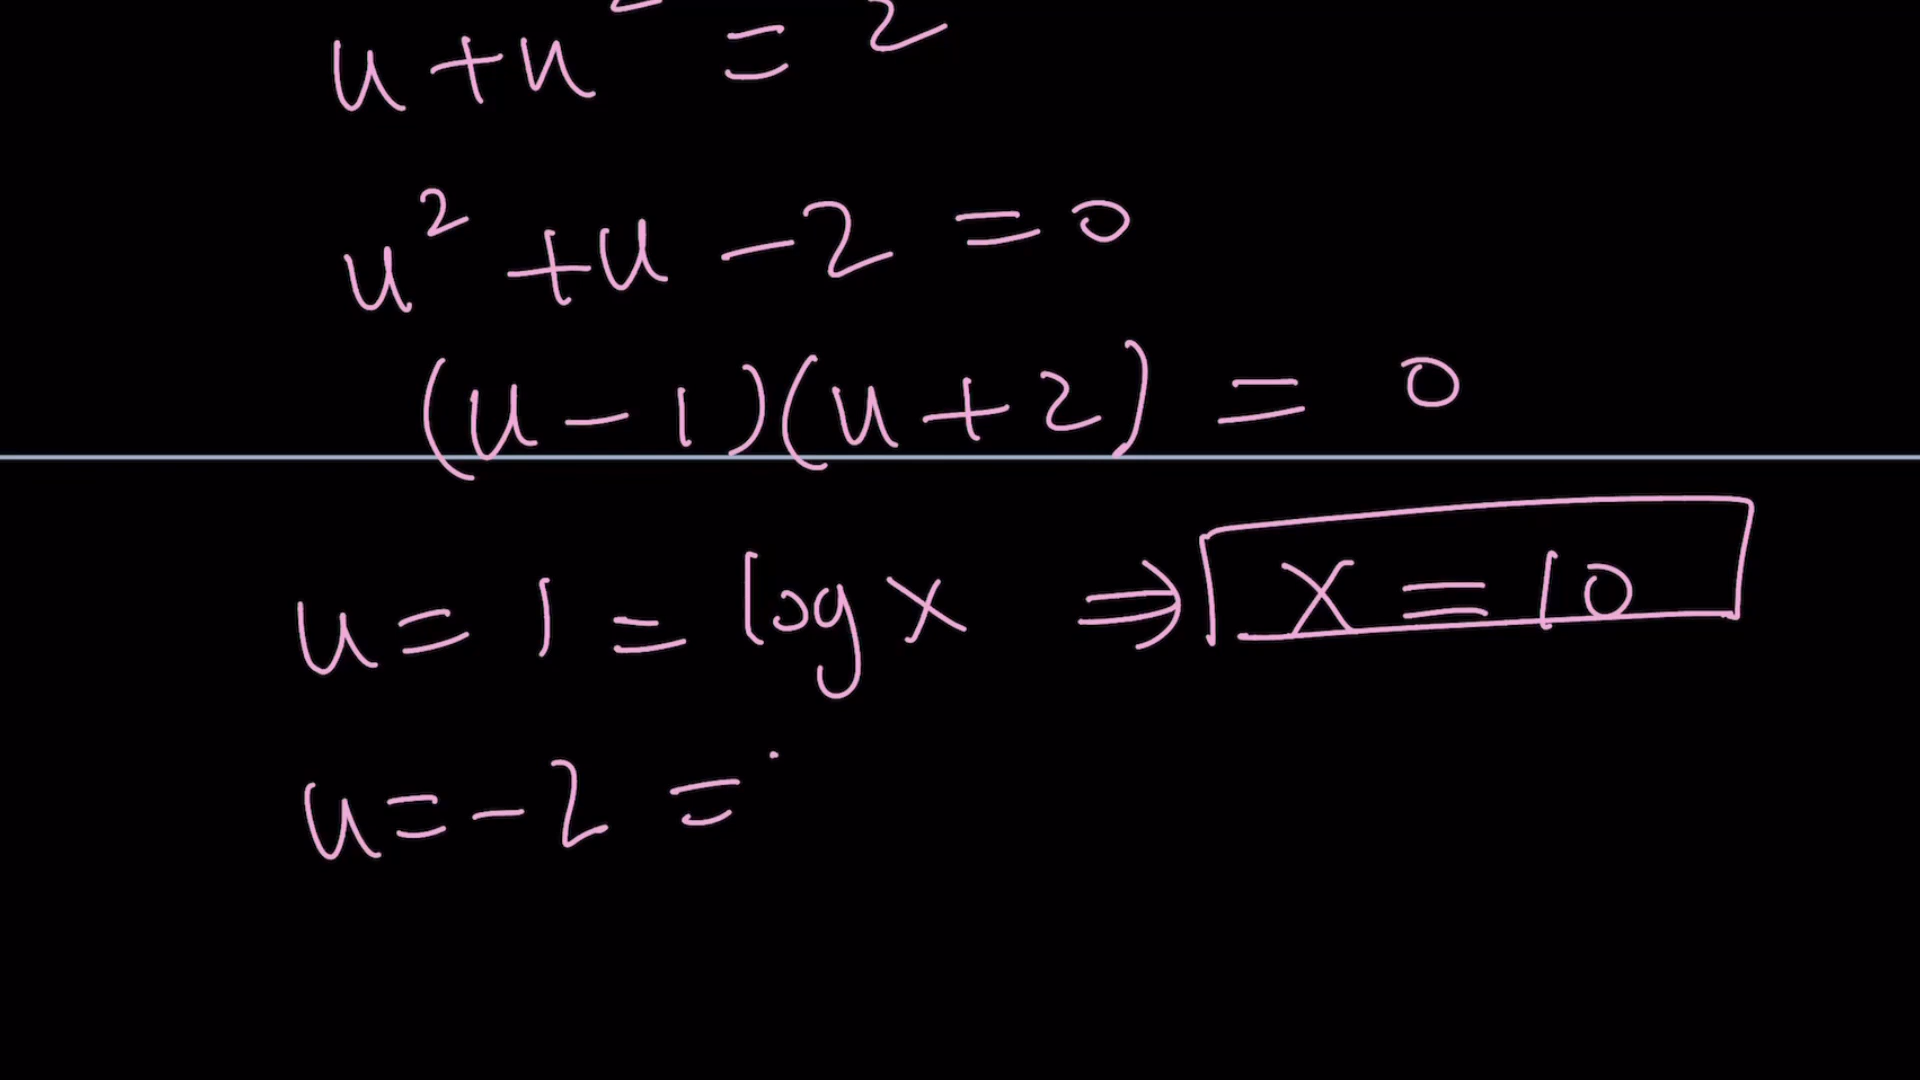 u + u² = 2
u² + u - 2 = 0
(u - 1)(u + 2) = 0
u = 1 = log x ⇒ x = 10
u = -2 =